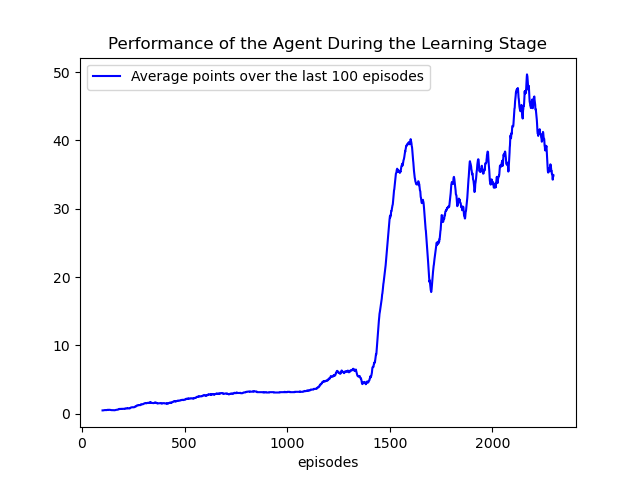 Performance of the Agent During the Learning Stage
Average points over the last 100 episodes
50
40
30
20
10
0
0 500 1000 1500 2000
episodes